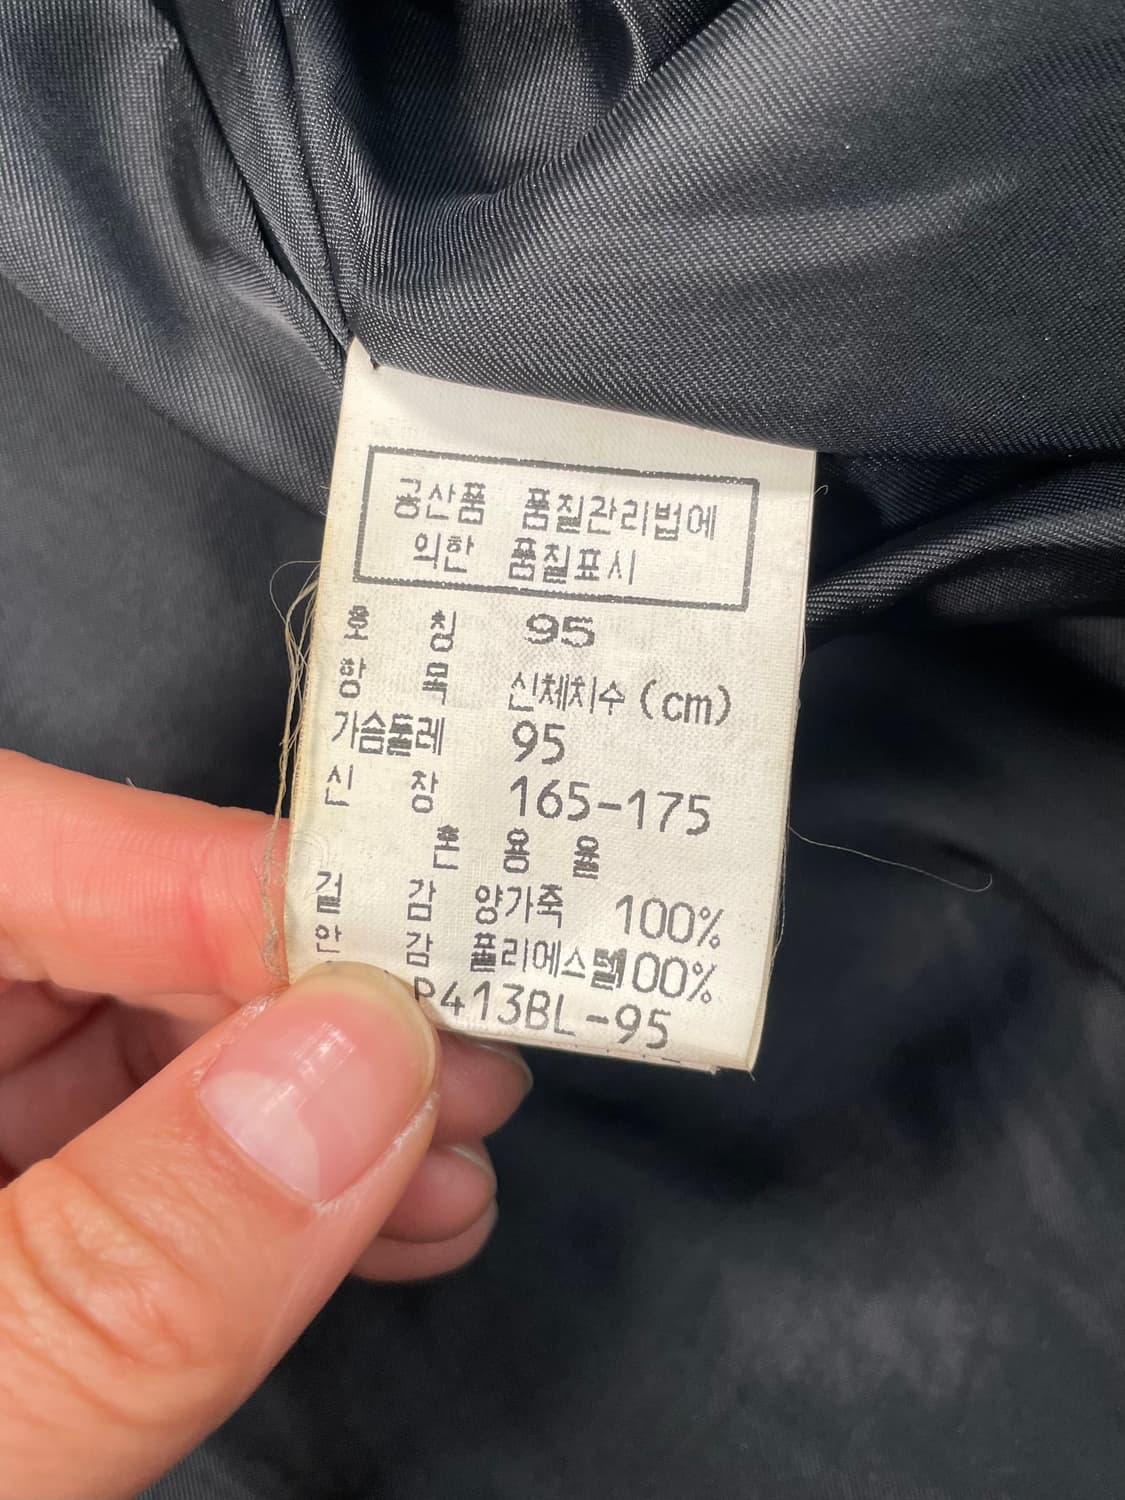 공산품 품질관리법에
의한 품질표시
호 칭 95
항 목 신체치수(cm)
가슴둘레 95
신 장 165-175
혼 용 율
겉 감 양가죽 100%
안 감 폴리에스텔100%
P413BL-95